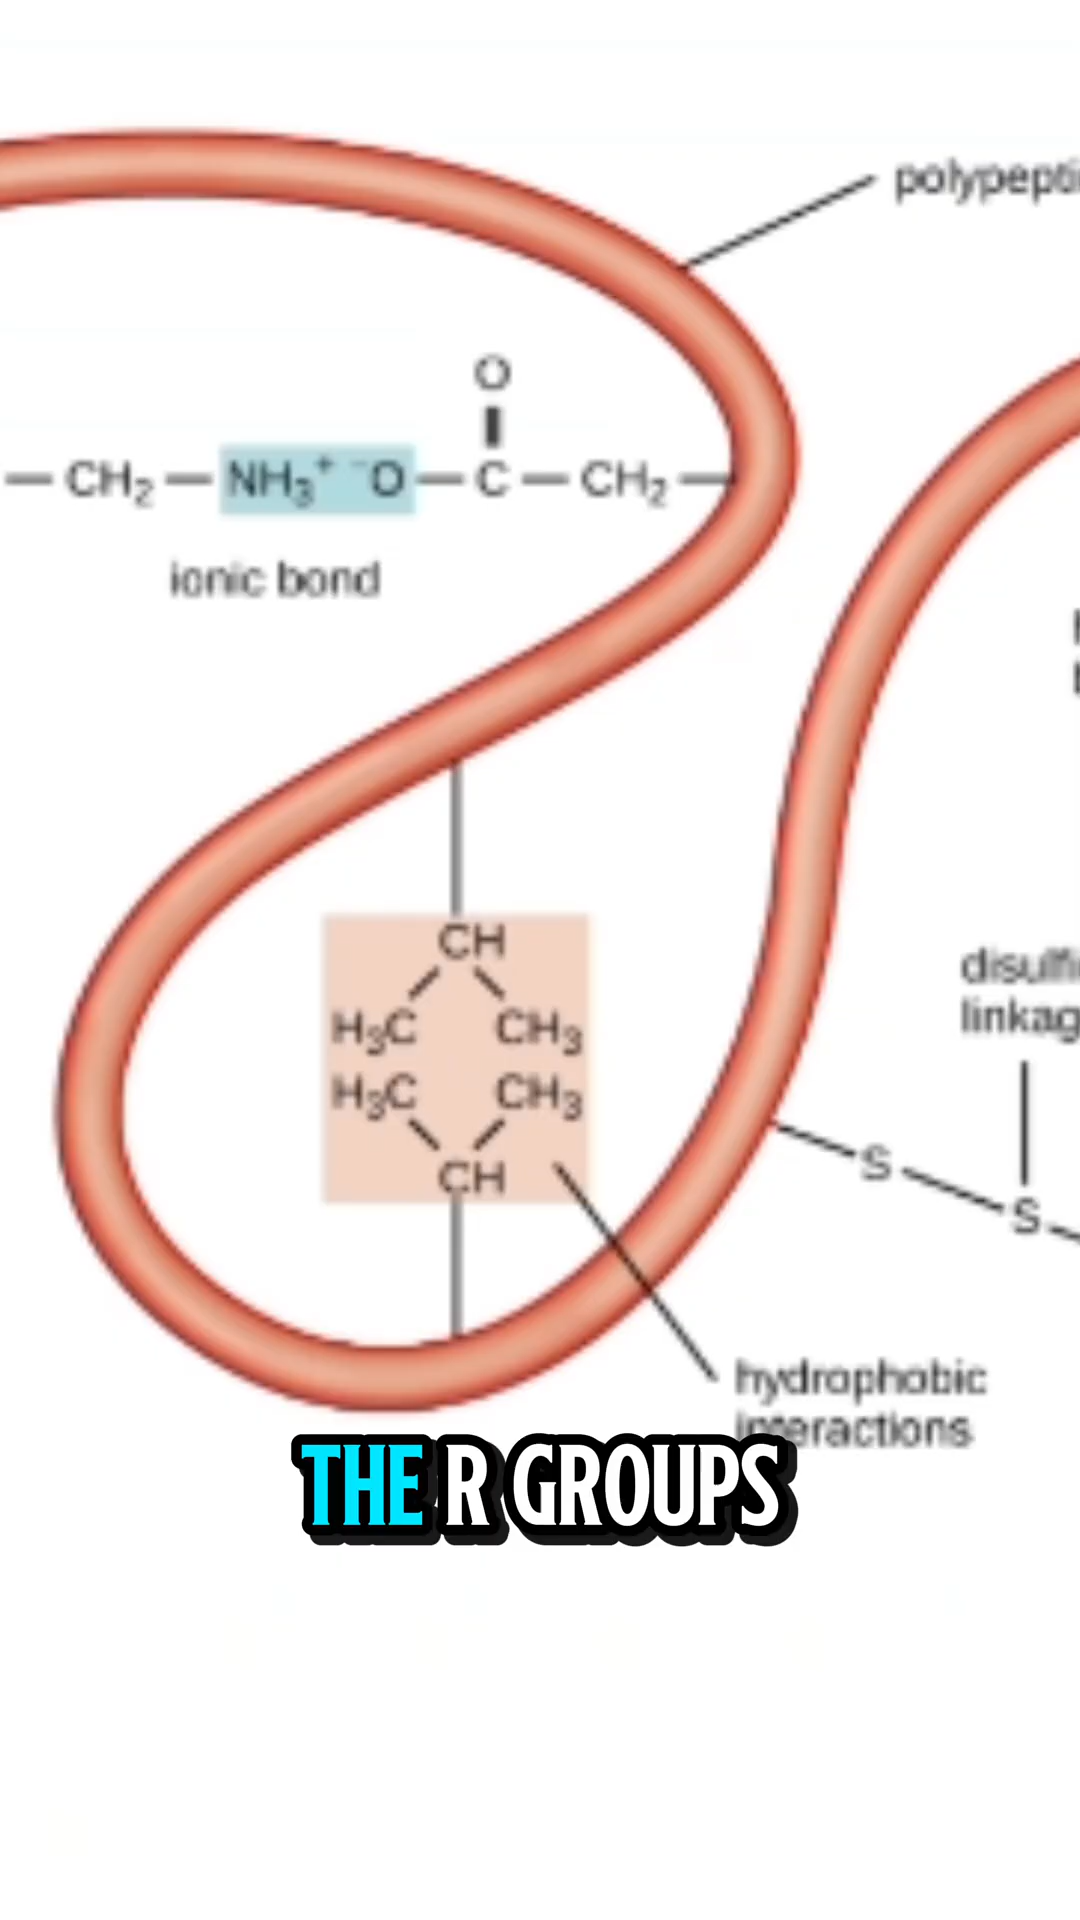 polypepti
O
— CH₂ — NH₃⁺ ⁻O — C — CH₂ —
ionic bond
CH
H₃C CH₃
H₃C CH₃
CH
disulfi
linkag
S
S
hydrophobic
interactions
THE R GROUPS